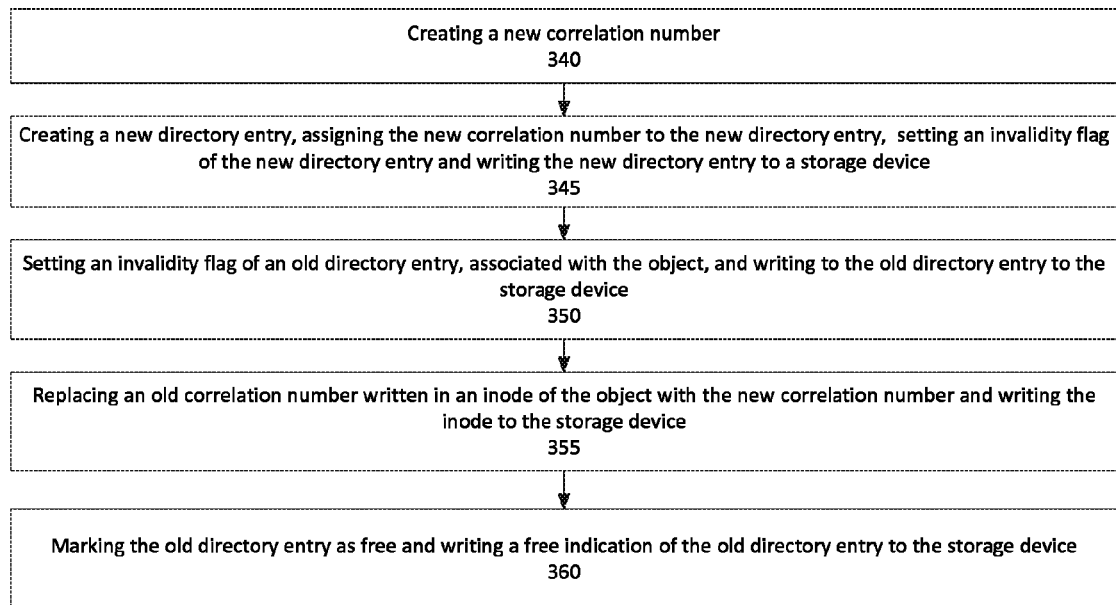 Creating a new correlation number
340
Creating a new directory entry, assigning the new correlation number to the new directory entry, setting an invalidity flag
of the new directory entry and writing the new directory entry to a storage device
345
Setting an invalidity flag of an old directory entry, associated with the object, and writing to the old directory entry to the
storage device
350
Replacing an old correlation number written in an inode of the object with the new correlation number and writing the
inode to the storage device
355
Marking the old directory entry as free and writing a free indication of the old directory entry to the storage device
360